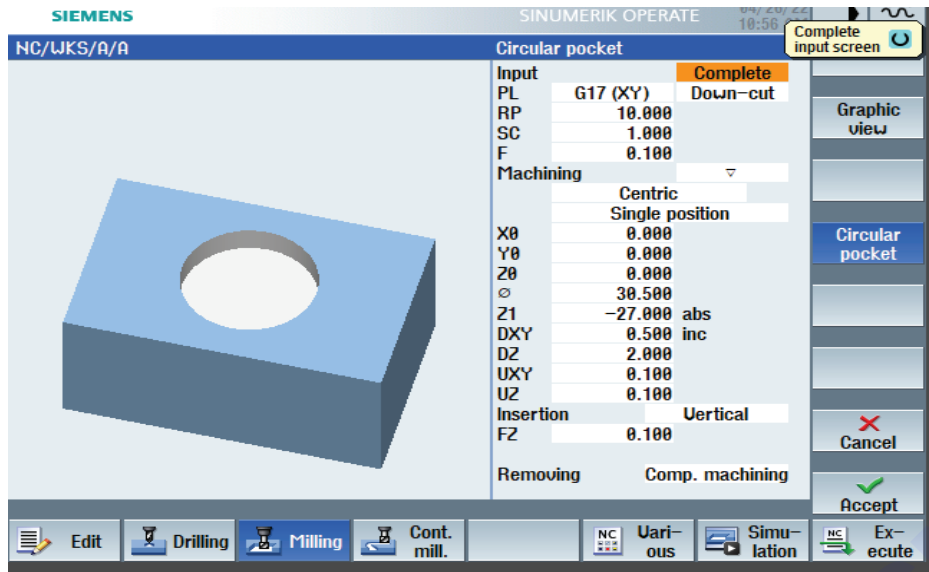 SIEMENS
SINUMERIK OPERATE
10:56
Complete
input screen
NC/WKS/A/A
Circular pocket
Input Complete
PL G17 (XY) Down-cut
RP 10.000
SC 1.000
F 0.100
Machining ▽
Centric
Single position
X0 0.000
Y0 0.000
Z0 0.000
∅ 30.500
Z1 -27.000 abs
DXY 0.500 inc
DZ 2.000
UXY 0.100
UZ 0.100
Insertion Vertical
FZ 0.100
Removing Comp. machining
Graphic
view
Circular
pocket
Cancel
Accept
Edit
Drilling
Milling
Cont.
mill.
NC
Vari-
ous
Simu-
lation
NC
Ex-
ecute